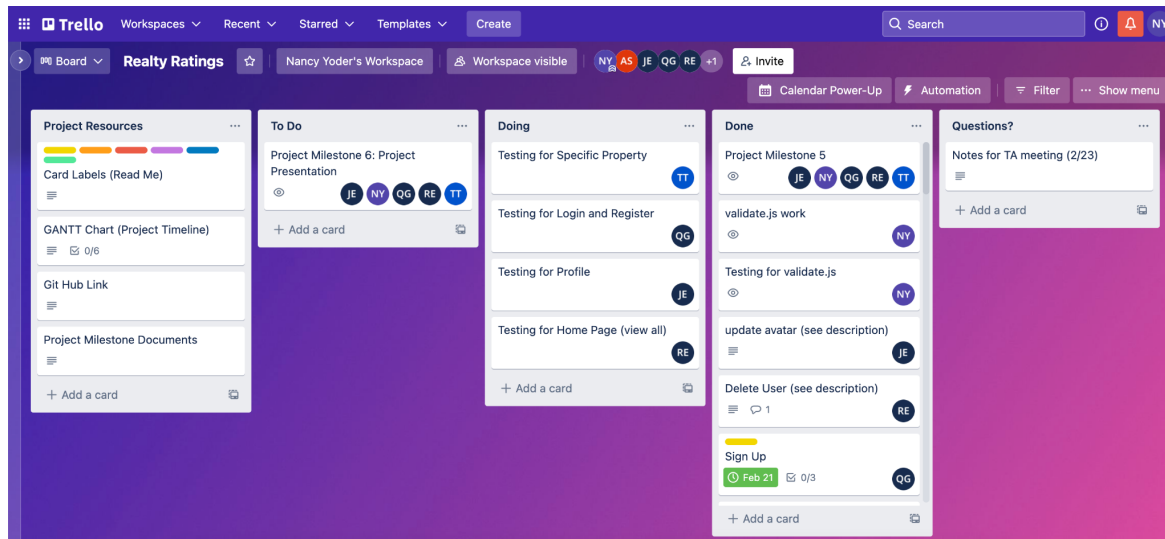 Trello Workspaces Recent Starred Templates Create Search NY
Board Realty Ratings Nancy Yoder's Workspace Workspace visible NY AS JE QG RE +1 Invite
Calendar Power-Up Automation Filter Show menu
Project Resources
Card Labels (Read Me)
GANTT Chart (Project Timeline)
0/6
Git Hub Link
Project Milestone Documents
+ Add a card
To Do
Project Milestone 6: Project
Presentation
JE NY QG RE TT
+ Add a card
Doing
Testing for Specific Property
TT
Testing for Login and Register
QG
Testing for Profile
JE
Testing for Home Page (view all)
RE
+ Add a card
Done
Project Milestone 5
JE NY QG RE TT
validate.js work
NY
Testing for validate.js
NY
update avatar (see description)
JE
Delete User (see description)
1 RE
Sign Up
Feb 21 0/3 QG
+ Add a card
Questions?
Notes for TA meeting (2/23)
+ Add a card